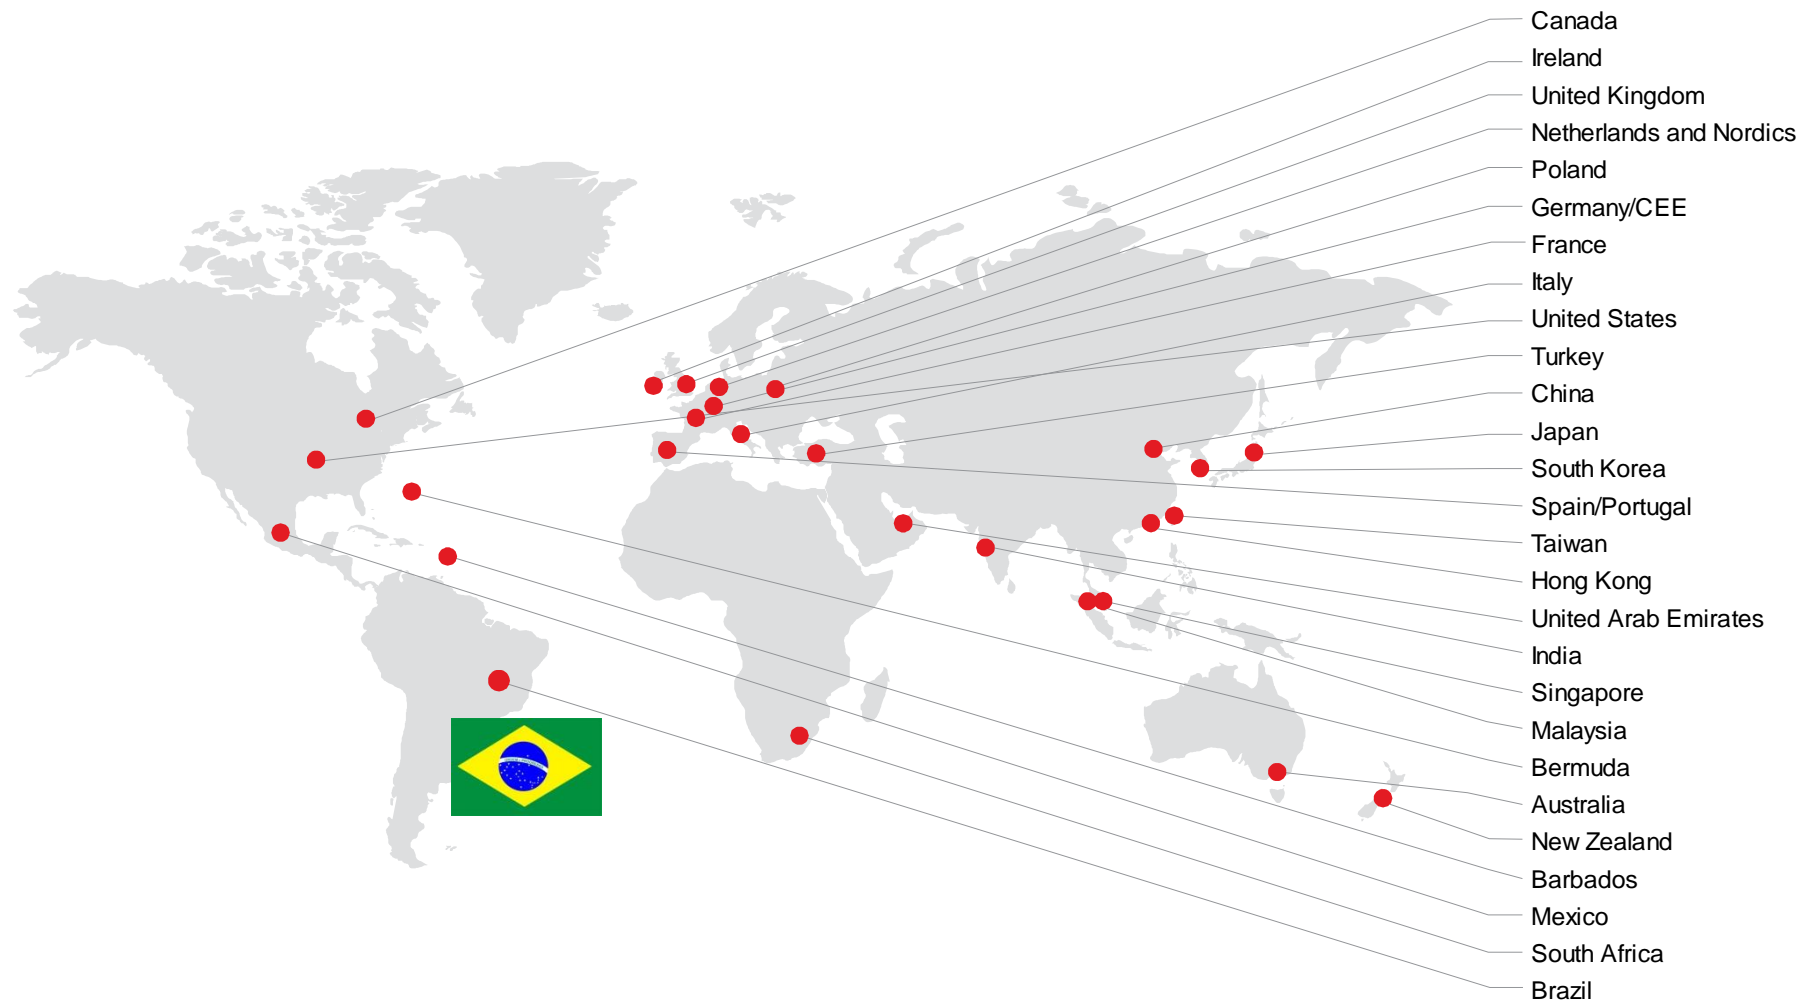 Canada
Ireland
United Kingdom
Netherlands and Nordics
Poland
Germany/CEE
France
Italy
United States
Turkey
China
Japan
South Korea
Spain/Portugal
Taiwan
Hong Kong
United Arab Emirates
India
Singapore
Malaysia
Bermuda
Australia
New Zealand
Barbados
Mexico
South Africa
Brazil